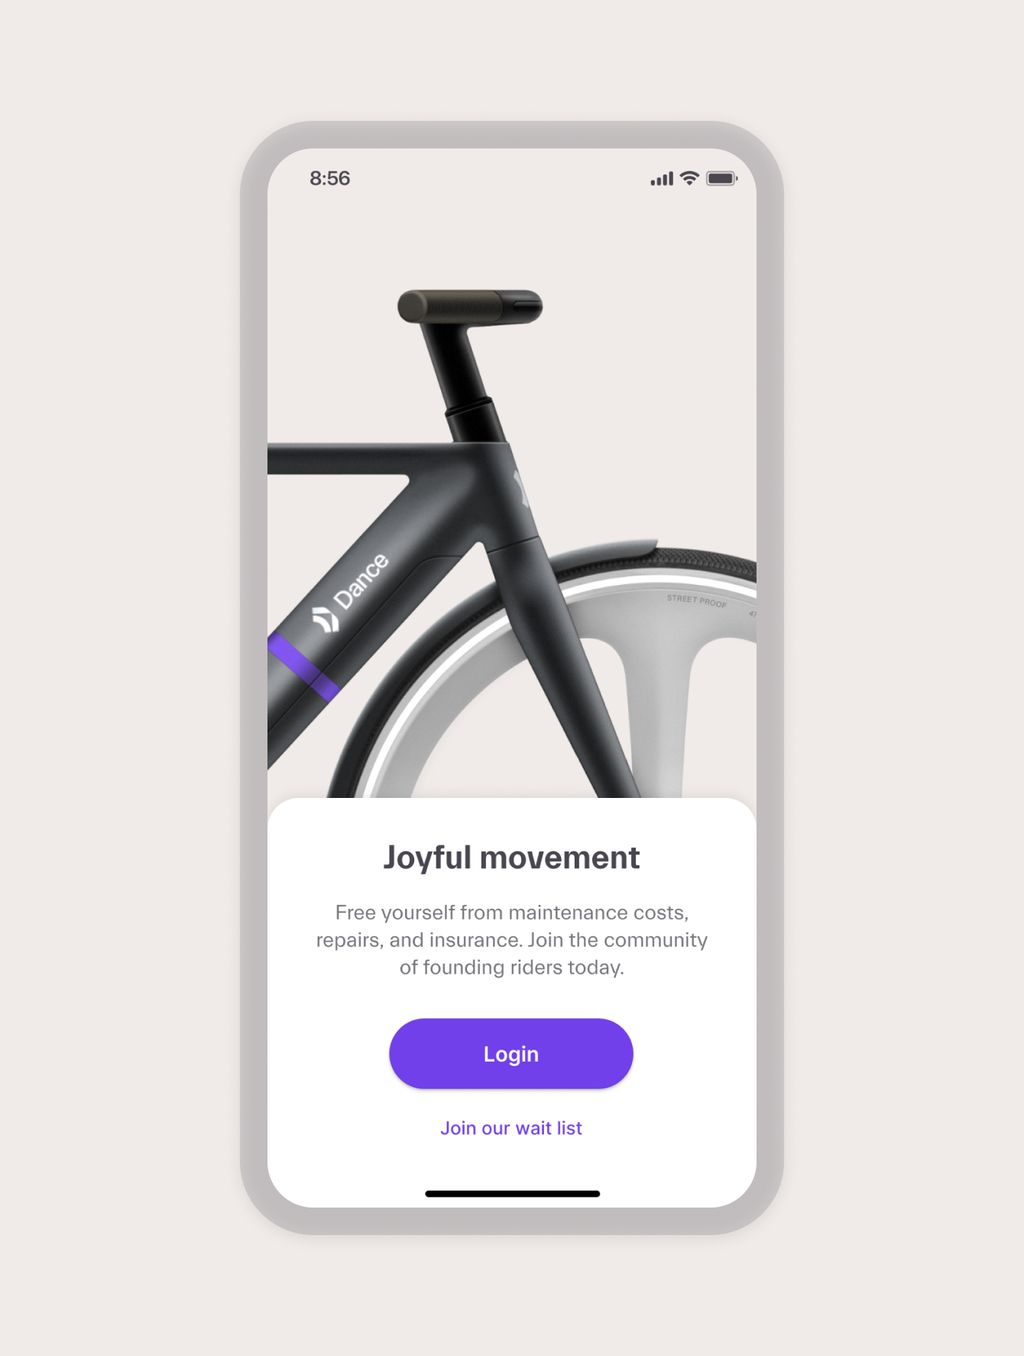 8:56
Dance
STREET PROOF
47
Joyful movement
Free yourself from maintenance costs,
repairs, and insurance. Join the community
of founding riders today.
Login
Join our wait list